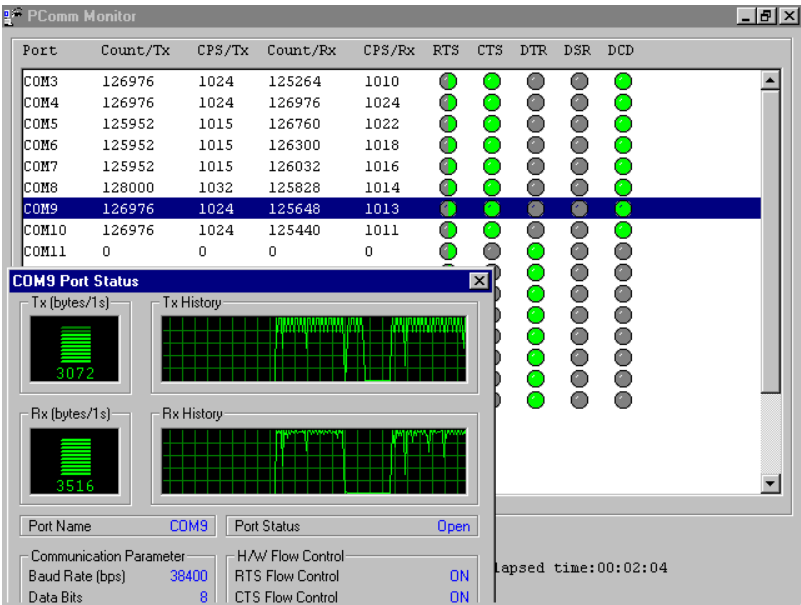 PComm Monitor
Port Count/Tx CPS/Tx Count/Rx CPS/Rx RTS CTS DTR DSR DCD
COM3 126976 1024 125264 1010
COM4 126976 1024 126976 1024
COM5 125952 1015 126760 1022
COM6 125952 1015 126300 1018
COM7 125952 1015 126032 1016
COM8 128000 1032 125828 1014
COM9 126976 1024 125648 1013
COM10 126976 1024 125440 1011
COM11 0 0 0 0
COM9 Port Status
Tx (bytes/1s) Tx History
3072
Rx (bytes/1s) Rx History
3516
Port Name COM9 Port Status Open
Communication Parameter H/W Flow Control
Baud Rate (bps) 38400 RTS Flow Control ON
Data Bits 8 CTS Flow Control ON
lapsed time:00:02:04